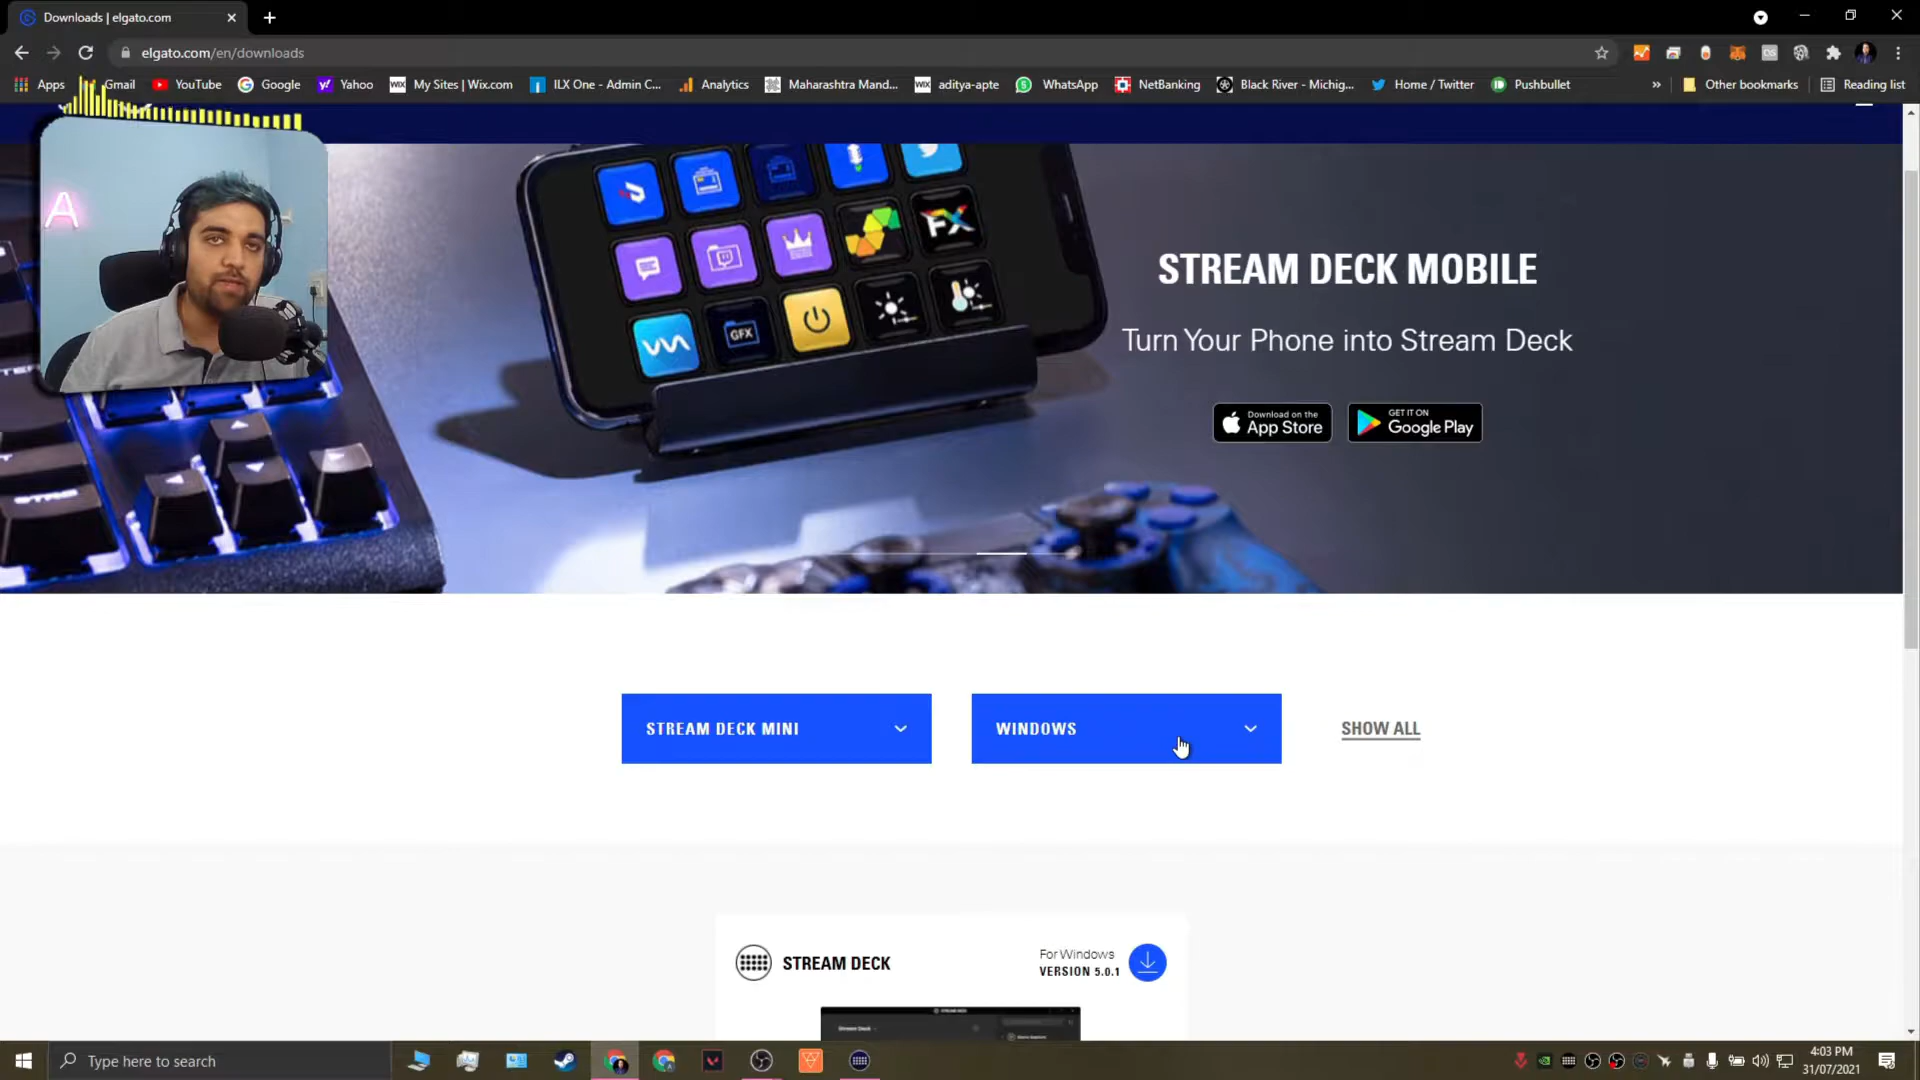 Downloads | elgato.com
elgato.com/en/downloads
Apps
Gmail
YouTube
Google
Yahoo
WIX
My Sites | Wix.com
ILX One - Admin C...
Analytics
Maharashtra Mand...
WIX
aditya-apte
WhatsApp
NetBanking
Black River - Michig...
Home / Twitter
Pushbullet
»
Other bookmarks
Reading list
A
FX
GFX
STREAM DECK MOBILE
Turn Your Phone into Stream Deck
Download on the
App Store
GET IT ON
Google Play
STREAM DECK MINI
WINDOWS
SHOW ALL
STREAM DECK
For Windows
VERSION 5.0.1
Type here to search
4:03 PM
31/07/2021